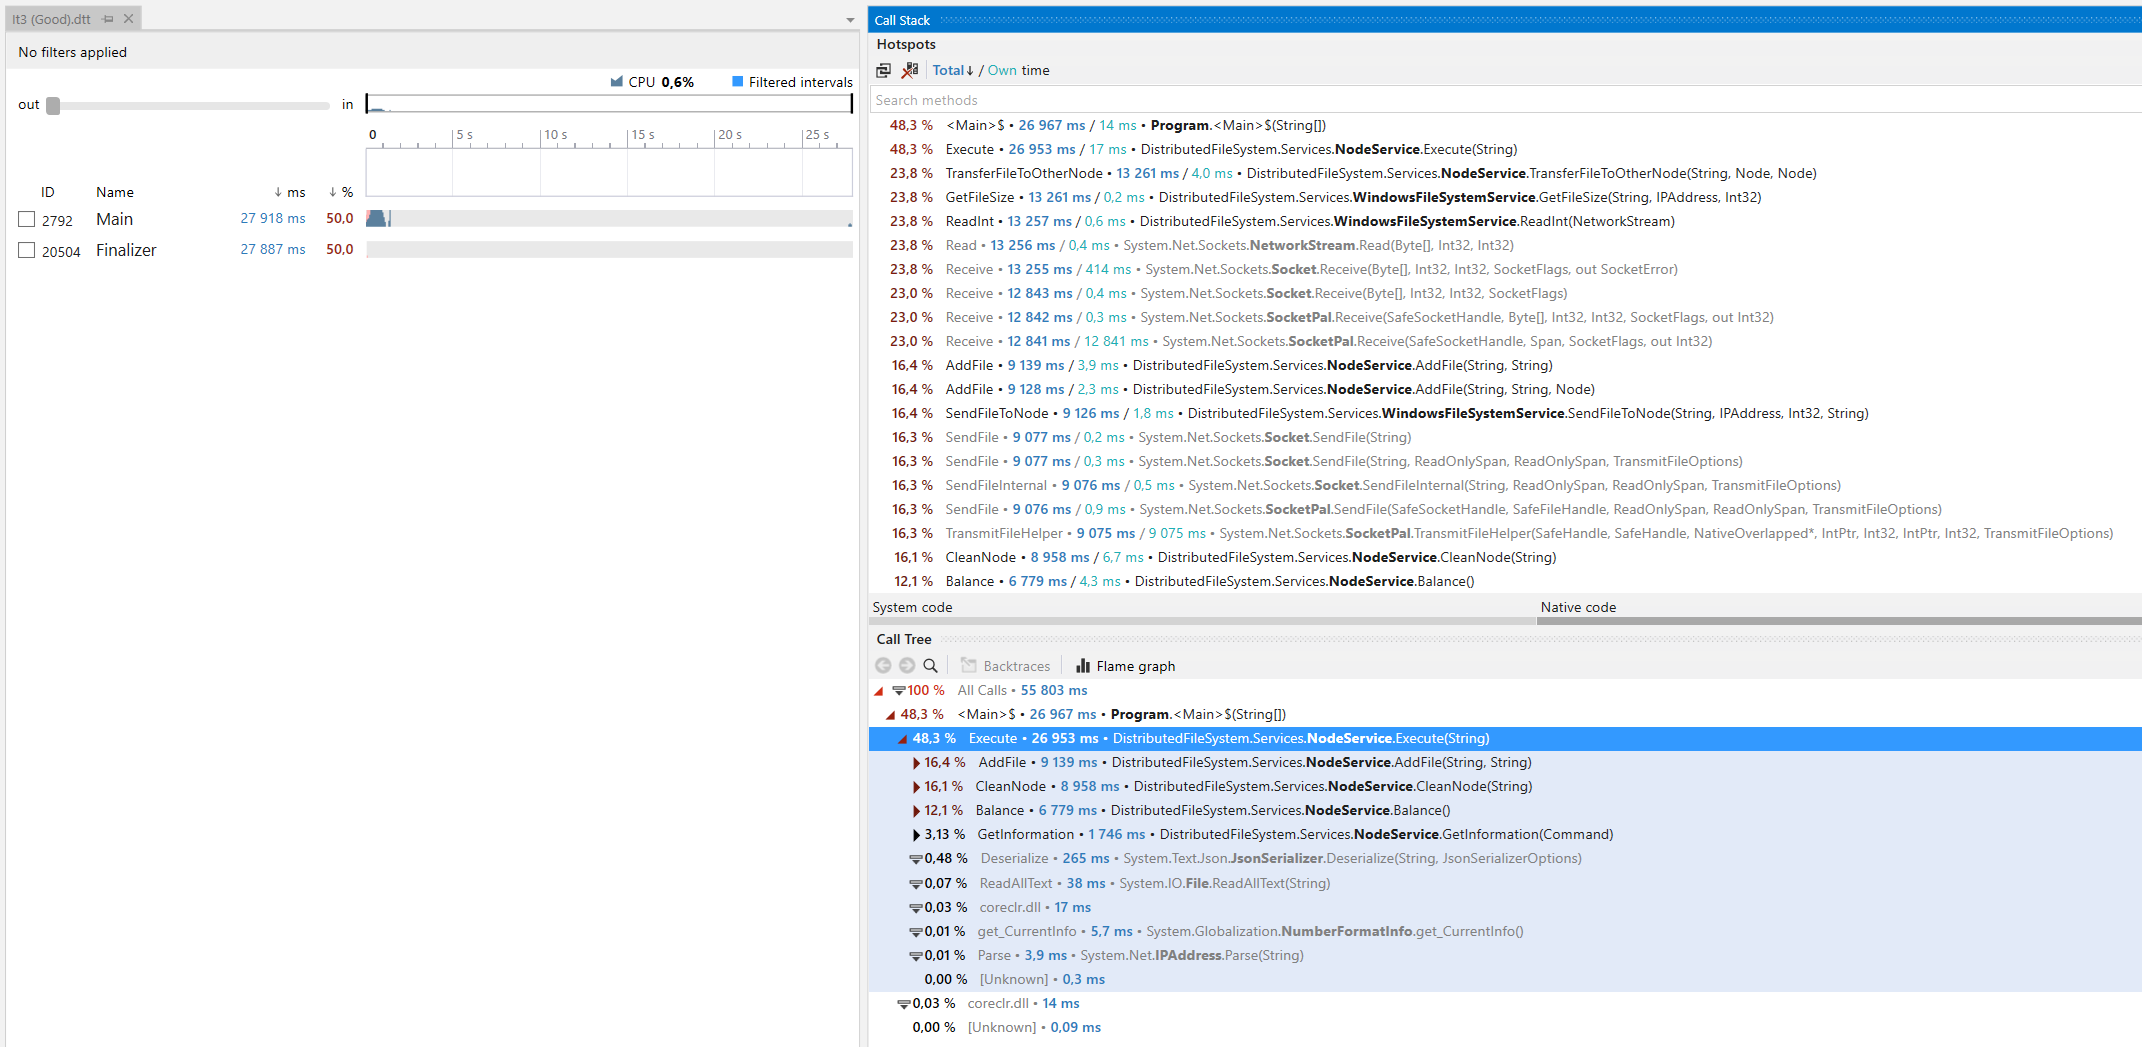 It3 (Good).dtt
No filters applied
CPU 0,6% Filtered intervals
out in
0 5 s 10 s 15 s 20 s 25 s
ID Name ↓ ms ↓ %
2792 Main 27 918 ms 50,0
20504 Finalizer 27 887 ms 50,0
Call Stack
Hotspots
Total↓ / Own time
Search methods
48,3 % <Main>$ • 26 967 ms / 14 ms • Program.<Main>$(String[])
48,3 % Execute • 26 953 ms / 17 ms • DistributedFileSystem.Services.NodeService.Execute(String)
23,8 % TransferFileToOtherNode • 13 261 ms / 4,0 ms • DistributedFileSystem.Services.NodeService.TransferFileToOtherNode(String, Node, Node)
23,8 % GetFileSize • 13 261 ms / 0,2 ms • DistributedFileSystem.Services.WindowsFileSystemService.GetFileSize(String, IPAddress, Int32)
23,8 % ReadInt • 13 257 ms / 0,6 ms • DistributedFileSystem.Services.WindowsFileSystemService.ReadInt(NetworkStream)
23,8 % Read • 13 256 ms / 0,4 ms • System.Net.Sockets.NetworkStream.Read(Byte[], Int32, Int32)
23,8 % Receive • 13 255 ms / 414 ms • System.Net.Sockets.Socket.Receive(Byte[], Int32, Int32, SocketFlags, out SocketError)
23,0 % Receive • 12 843 ms / 0,4 ms • System.Net.Sockets.Socket.Receive(Byte[], Int32, Int32, SocketFlags)
23,0 % Receive • 12 842 ms / 0,3 ms • System.Net.Sockets.SocketPal.Receive(SafeSocketHandle, Byte[], Int32, Int32, SocketFlags, out Int32)
23,0 % Receive • 12 841 ms / 12 841 ms • System.Net.Sockets.SocketPal.Receive(SafeSocketHandle, Span, SocketFlags, out Int32)
16,4 % AddFile • 9 139 ms / 3,9 ms • DistributedFileSystem.Services.NodeService.AddFile(String, String)
16,4 % AddFile • 9 128 ms / 2,3 ms • DistributedFileSystem.Services.NodeService.AddFile(String, String, Node)
16,4 % SendFileToNode • 9 126 ms / 1,8 ms • DistributedFileSystem.Services.WindowsFileSystemService.SendFileToNode(String, IPAddress, Int32, String)
16,3 % SendFile • 9 077 ms / 0,2 ms • System.Net.Sockets.Socket.SendFile(String)
16,3 % SendFile • 9 077 ms / 0,3 ms • System.Net.Sockets.Socket.SendFile(String, ReadOnlySpan, ReadOnlySpan, TransmitFileOptions)
16,3 % SendFileInternal • 9 076 ms / 0,5 ms • System.Net.Sockets.Socket.SendFileInternal(String, ReadOnlySpan, ReadOnlySpan, TransmitFileOptions)
16,3 % SendFile • 9 076 ms / 0,9 ms • System.Net.Sockets.SocketPal.SendFile(SafeSocketHandle, SafeFileHandle, ReadOnlySpan, ReadOnlySpan, TransmitFileOptions)
16,3 % TransmitFileHelper • 9 075 ms / 9 075 ms • System.Net.Sockets.SocketPal.TransmitFileHelper(SafeHandle, SafeHandle, NativeOverlapped*, IntPtr, Int32, IntPtr, Int32, TransmitFileOptions)
16,1 % CleanNode • 8 958 ms / 6,7 ms • DistributedFileSystem.Services.NodeService.CleanNode(String)
12,1 % Balance • 6 779 ms / 4,3 ms • DistributedFileSystem.Services.NodeService.Balance()
System code Native code
Call Tree
Backtraces Flame graph
100 % All Calls • 55 803 ms
48,3 % <Main>$ • 26 967 ms • Program.<Main>$(String[])
48,3 % Execute • 26 953 ms • DistributedFileSystem.Services.NodeService.Execute(String)
16,4 % AddFile • 9 139 ms • DistributedFileSystem.Services.NodeService.AddFile(String, String)
16,1 % CleanNode • 8 958 ms • DistributedFileSystem.Services.NodeService.CleanNode(String)
12,1 % Balance • 6 779 ms • DistributedFileSystem.Services.NodeService.Balance()
3,13 % GetInformation • 1 746 ms • DistributedFileSystem.Services.NodeService.GetInformation(Command)
0,48 % Deserialize • 265 ms • System.Text.Json.JsonSerializer.Deserialize(String, JsonSerializerOptions)
0,07 % ReadAllText • 38 ms • System.IO.File.ReadAllText(String)
0,03 % coreclr.dll • 17 ms
0,01 % get_CurrentInfo • 5,7 ms • System.Globalization.NumberFormatInfo.get_CurrentInfo()
0,01 % Parse • 3,9 ms • System.Net.IPAddress.Parse(String)
0,00 % [Unknown] • 0,3 ms
0,03 % coreclr.dll • 14 ms
0,00 % [Unknown] • 0,09 ms